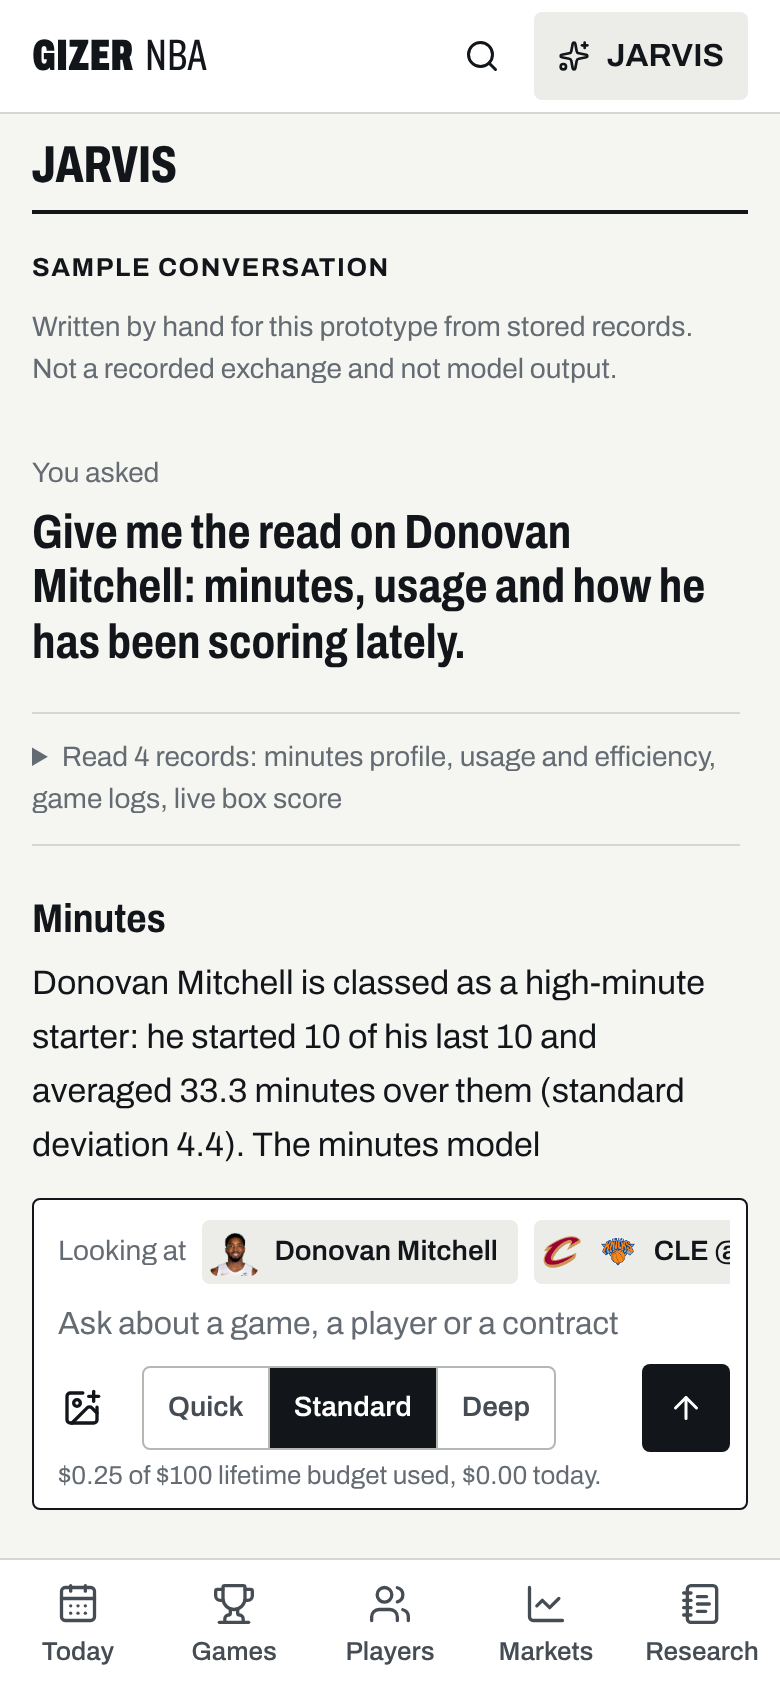 GIZER NBA
JARVIS
JARVIS
SAMPLE CONVERSATION
Written by hand for this prototype from stored records.
Not a recorded exchange and not model output.
You asked
Give me the read on Donovan
Mitchell: minutes, usage and how he
has been scoring lately.
Read 4 records: minutes profile, usage and efficiency,
game logs, live box score
Minutes
Donovan Mitchell is classed as a high-minute
starter: he started 10 of his last 10 and
averaged 33.3 minutes over them (standard
deviation 4.4). The minutes model
Looking at Donovan Mitchell CLE @
Ask about a game, a player or a contract
Quick Standard Deep
$0.25 of $100 lifetime budget used, $0.00 today.
Today Games Players Markets Research